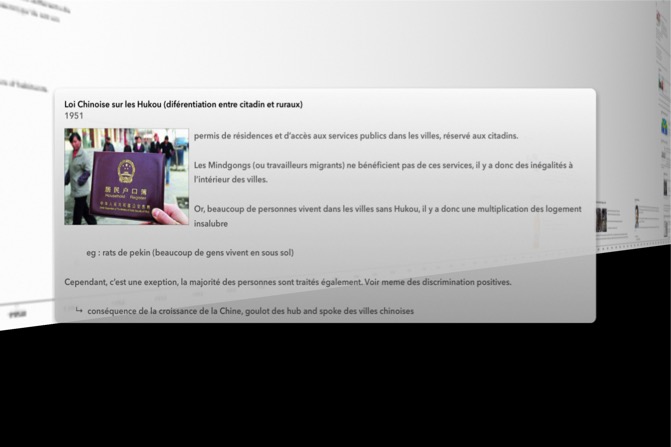 Loi Chinoise sur les Hukou (diférentiation entre citadin et ruraux)
1951
permis de résidences et d'accès aux services publics dans les villes, réservé aux citadins.
Les Mindgongs (ou travailleurs migrants) ne bénéficient pas de ces services, il y a donc des inégalités à
l'intérieur des villes.
Or, beaucoup de personnes vivent dans les villes sans Hukou, il y a donc une multiplication des logement
insalubre
居民户口簿
Household Register
eg : rats de pekin (beaucoup de gens vivent en sous sol)
Cependant, c'est une exeption, la majorité des personnes sont traités également. Voir meme des discrimination positives.
↳ conséquence de la croissance de la Chine, goulot des hub and spoke des villes chinoises